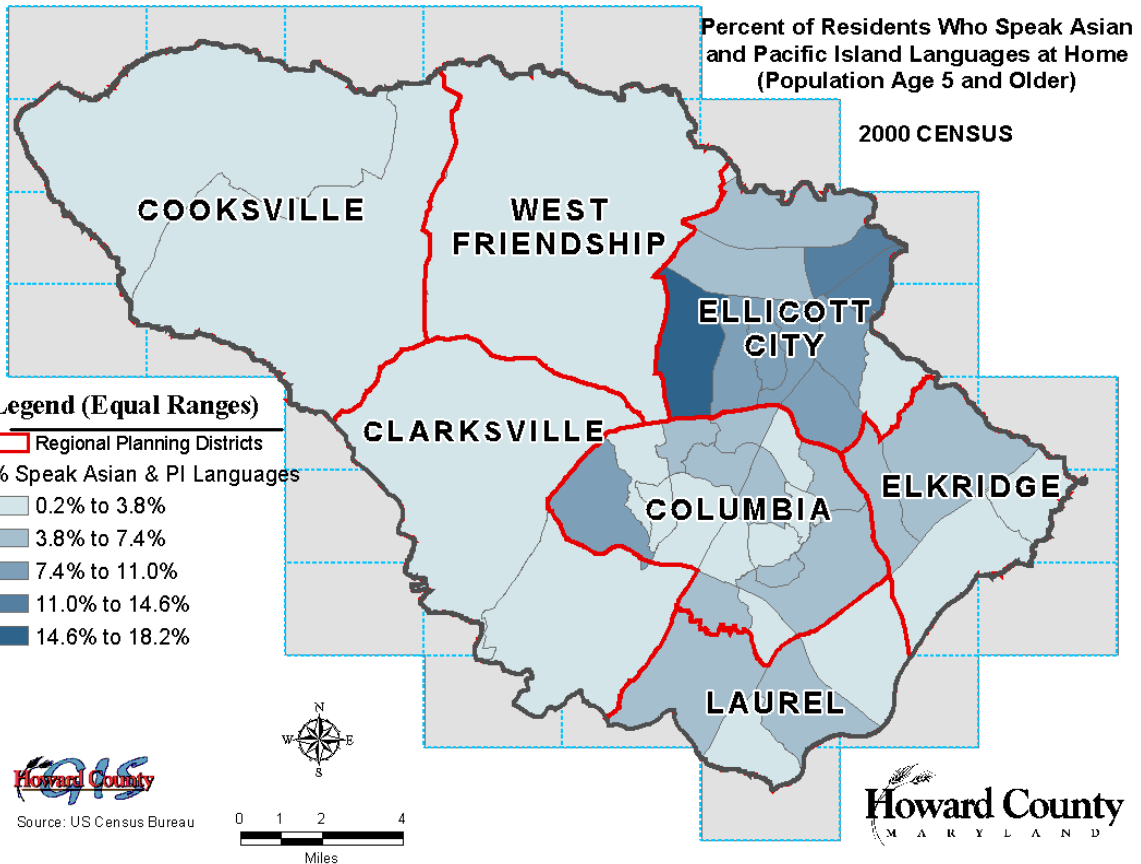 Percent of Residents Who Speak Asian
and Pacific Island Languages at Home
(Population Age 5 and Older)
2000 CENSUS
COOKSVILLE
WEST
FRIENDSHIP
ELLICOTT
CITY
CLARKSVILLE
COLUMBIA
ELKRIDGE
LAUREL
Legend (Equal Ranges)
Regional Planning Districts
% Speak Asian & PI Languages
0.2% to 3.8%
3.8% to 7.4%
7.4% to 11.0%
11.0% to 14.6%
14.6% to 18.2%
N
W E
S
Howard County
GIS
Source: US Census Bureau
0 1 2 4
Miles
Howard County
MARYLAND